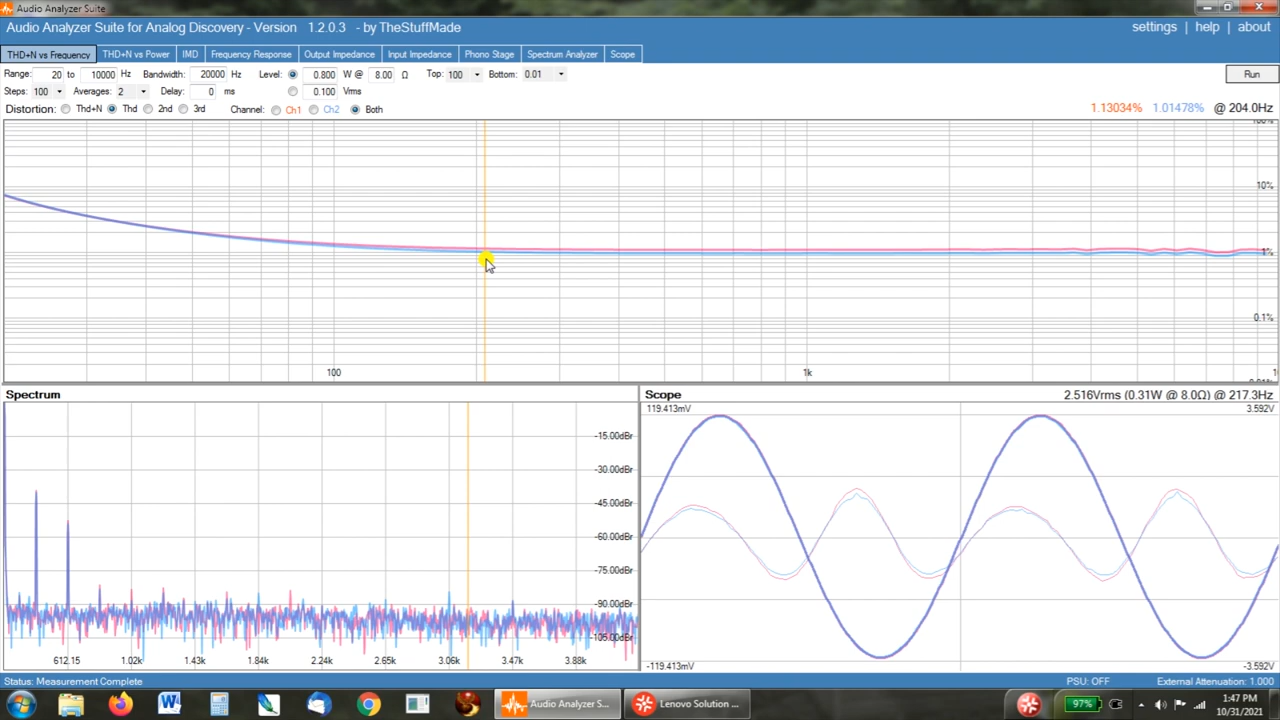 Audio Analyzer Suite
Audio Analyzer Suite for Analog Discovery - Version 1.2.0.3 - by TheStuffMade
settings | help | about
THD+N vs Frequency THD+N vs Power IMD Frequency Response Output Impedance Input Impedance Phono Stage Spectrum Analyzer Scope
Range: 20 to 10000 Hz Bandwidth: 20000 Hz Level: 0.800 W @ 8.00 Ω Top: 100 Bottom: 0.01 Run
Steps: 100 Averages: 2 Delay: 0 ms 0.100 Vrms
Distortion: Thd+N Thd 2nd 3rd Channel: Ch1 Ch2 Both 1.13034% 1.01478% @ 204.0Hz
100%
10%
1%
0.1%
100 1k
Spectrum
-15.00dBr
-30.00dBr
-45.00dBr
-60.00dBr
-75.00dBr
-90.00dBr
-105.00dBr
612.15 1.02k 1.43k 1.84k 2.24k 2.65k 3.06k 3.47k 3.88k
Scope 2.516Vrms (0.31W @ 8.0Ω) @ 217.3Hz
119.413mV 3.592V
-119.413mV -3.592V
Status: Measurement Complete PSU: OFF External Attenuation: 1.000
Audio Analyzer S... Lenovo Solution ... 97% 1:47 PM
10/31/2021